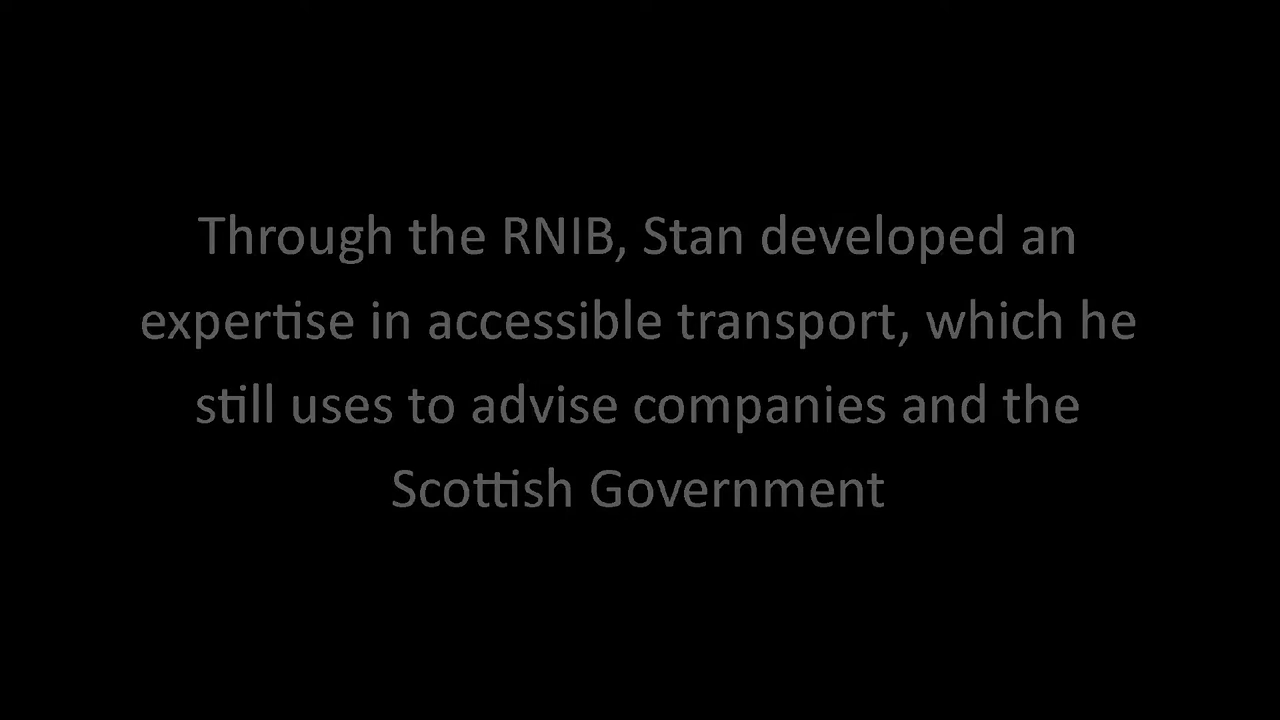 Through the RNIB, Stan developed an
expertise in accessible transport, which he
still uses to advise companies and the
Scottish Government